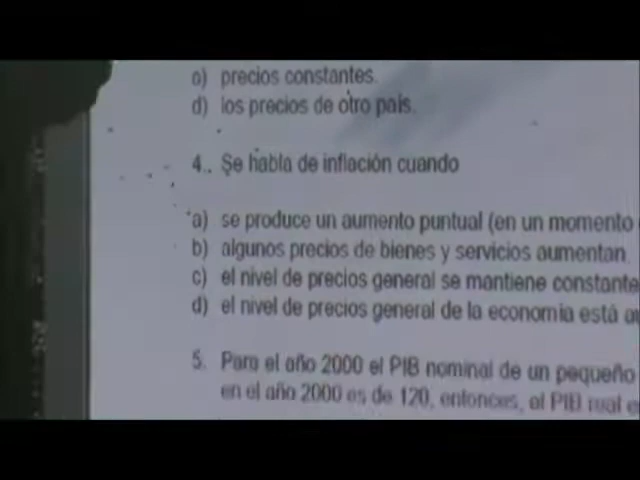 c) precios constantes.
d) los precios de otro país.
4. Se habla de inflación cuando
a) se produce un aumento puntual (en un momento
b) algunos precios de bienes y servicios aumentan.
c) el nivel de precios general se mantiene constante
d) el nivel de precios general de la economía está
5. Para el año 2000 el PIB nominal de un pequeño
en el año 2000 es de 120, entonces, el PIB real